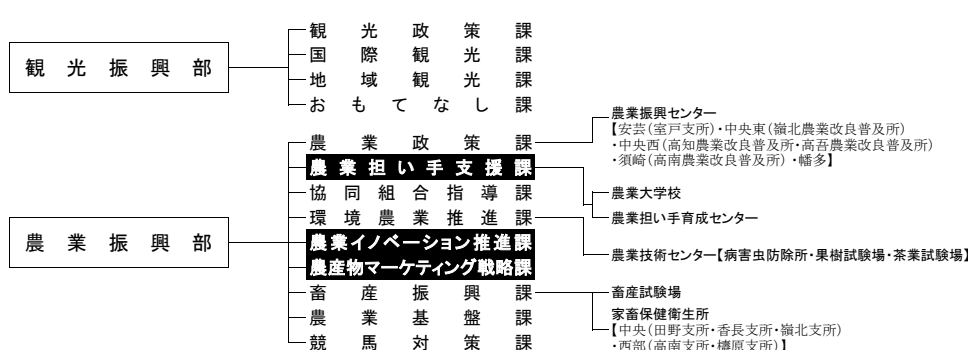 観光振興部
観光政策課
国際観光課
地域観光課
おもてなし課
農業振興部
農業政策課
農業担い手支援課
協同組合指導課
環境農業推進課
農業イノベーション推進課
農産物マーケティング戦略課
畜産振興課
農業基盤課
競馬対策課
農業振興センター
【安芸(室戸支所)・中央東(嶺北農業改良普及所)
・中央西(高知農業改良普及所・高吾農業改良普及所)
・須崎(高南農業改良普及所)・幡多】
農業大学校
農業担い手育成センター
農業技術センター【病害虫防除所・果樹試験場・茶業試験場】
畜産試験場
家畜保健衛生所
【中央(田野支所・香長支所・嶺北支所)
・西部(高南支所・檮原支所)】